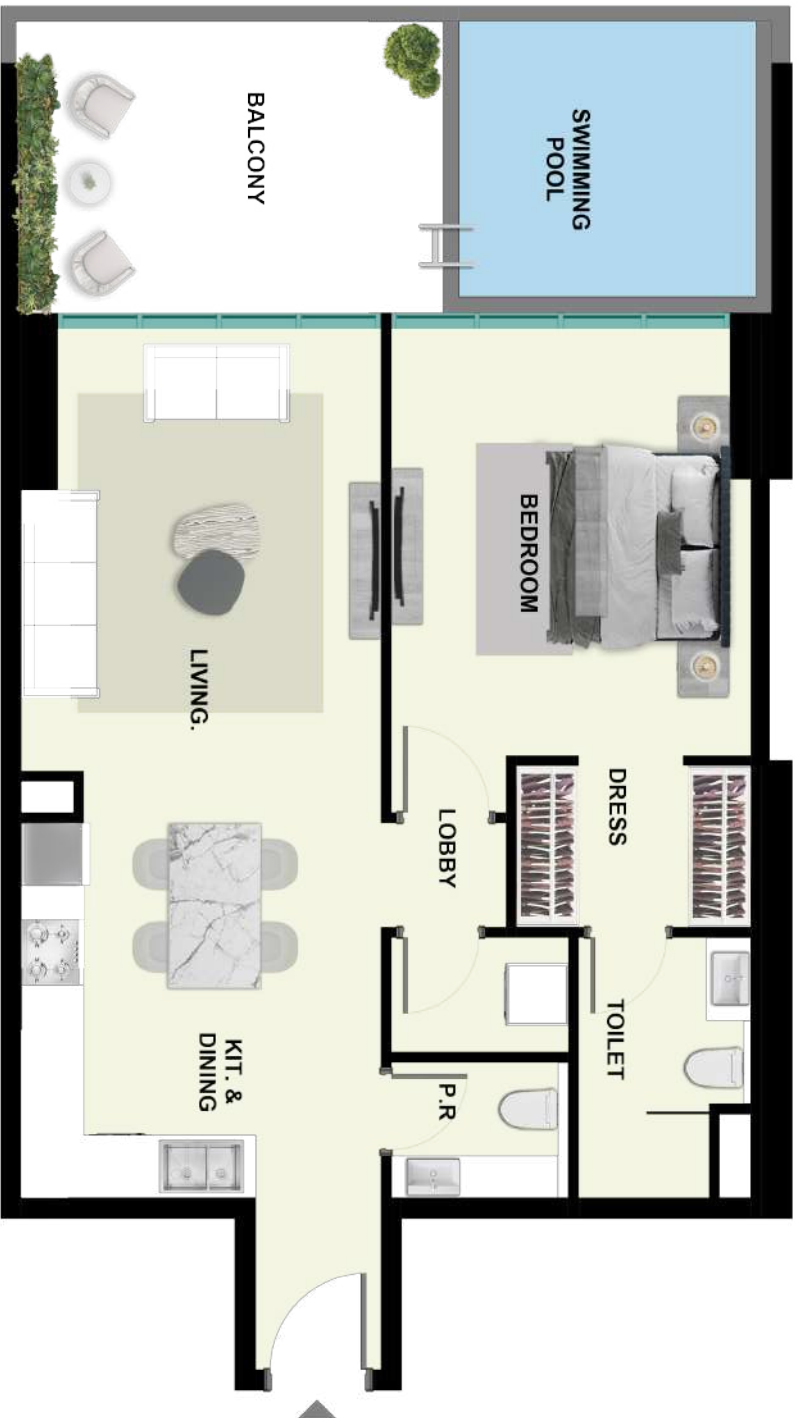 SWIMMING
POOL
BALCONY
BEDROOM
LIVING.
DRESS
LOBBY
TOILET
KIT. &
DINING
P.R